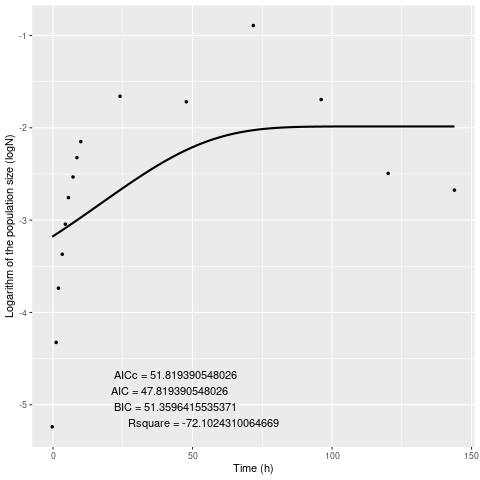 -1
-2
-3
-4
-5
Logarithm of the population size (logN)
AICc = 51.819390548026
AIC = 47.819390548026
BIC = 51.3596415535371
Rsquare = -72.1024310064669
0
50
100
150
Time (h)